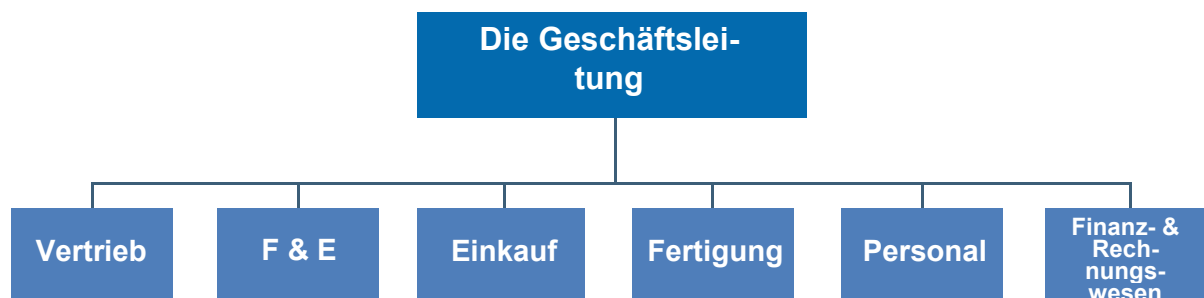 Die Geschäftslei-
tung
Vertrieb
F & E
Einkauf
Fertigung
Personal
Finanz- &
Rech-
nungs-
wesen